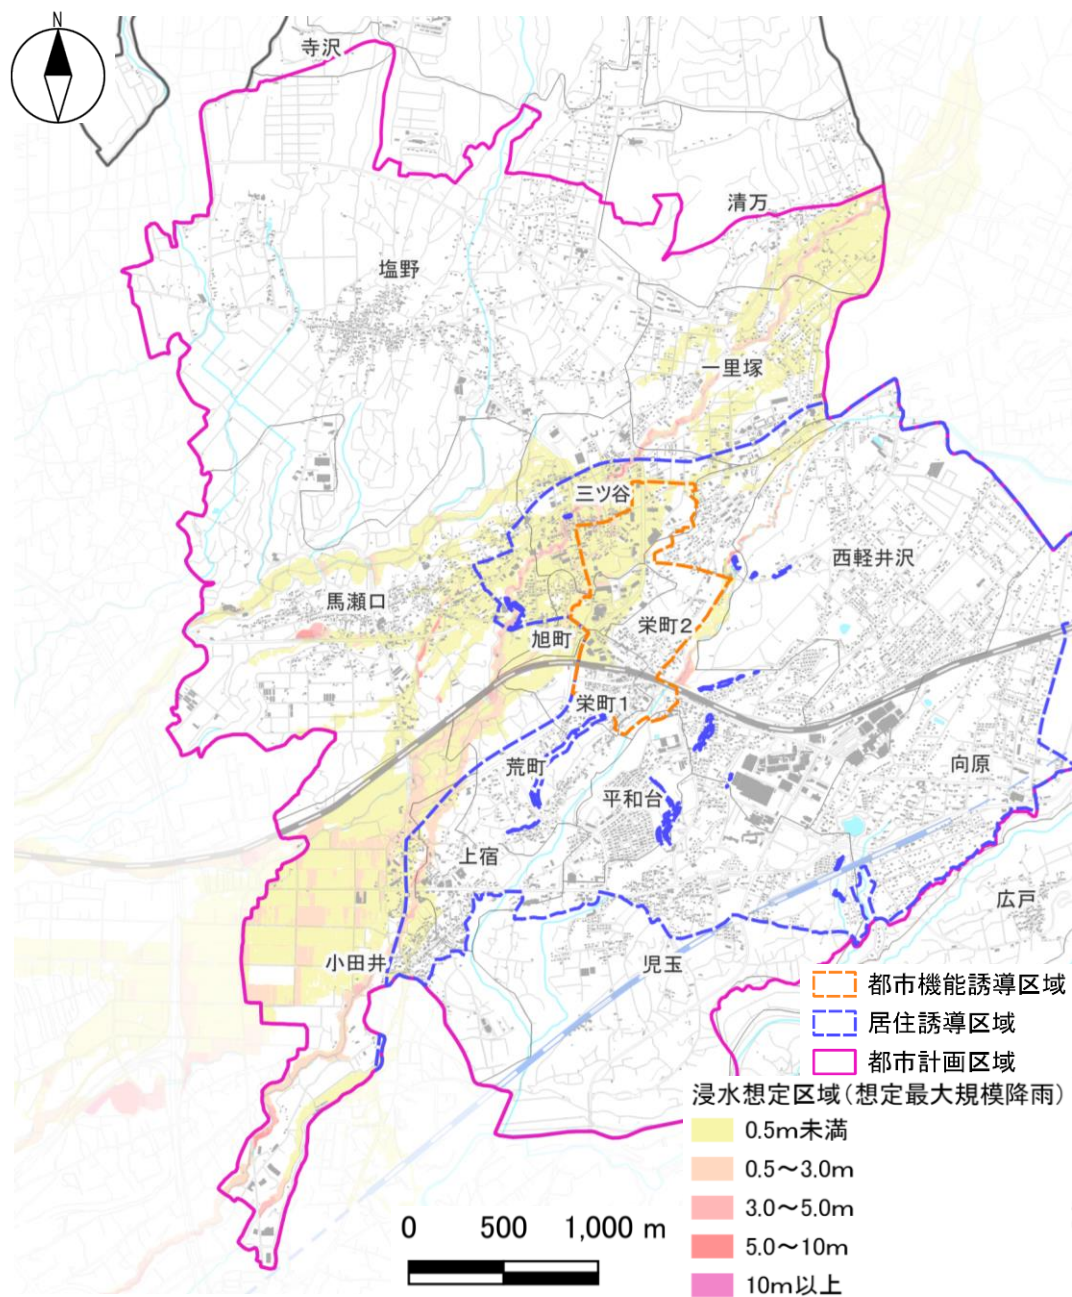 N
寺沢
清万
塩野
一里塚
三ツ谷
西軽井沢
馬瀬口
旭町
栄町2
栄町1
荒町
向原
平和台
上宿
広戸
小田井
児玉
都市機能誘導区域
居住誘導区域
都市計画区域
浸水想定区域(想定最大規模降雨)
0.5m未満
0.5～3.0m
3.0～5.0m
5.0～10m
10m以上
0 500 1,000 m